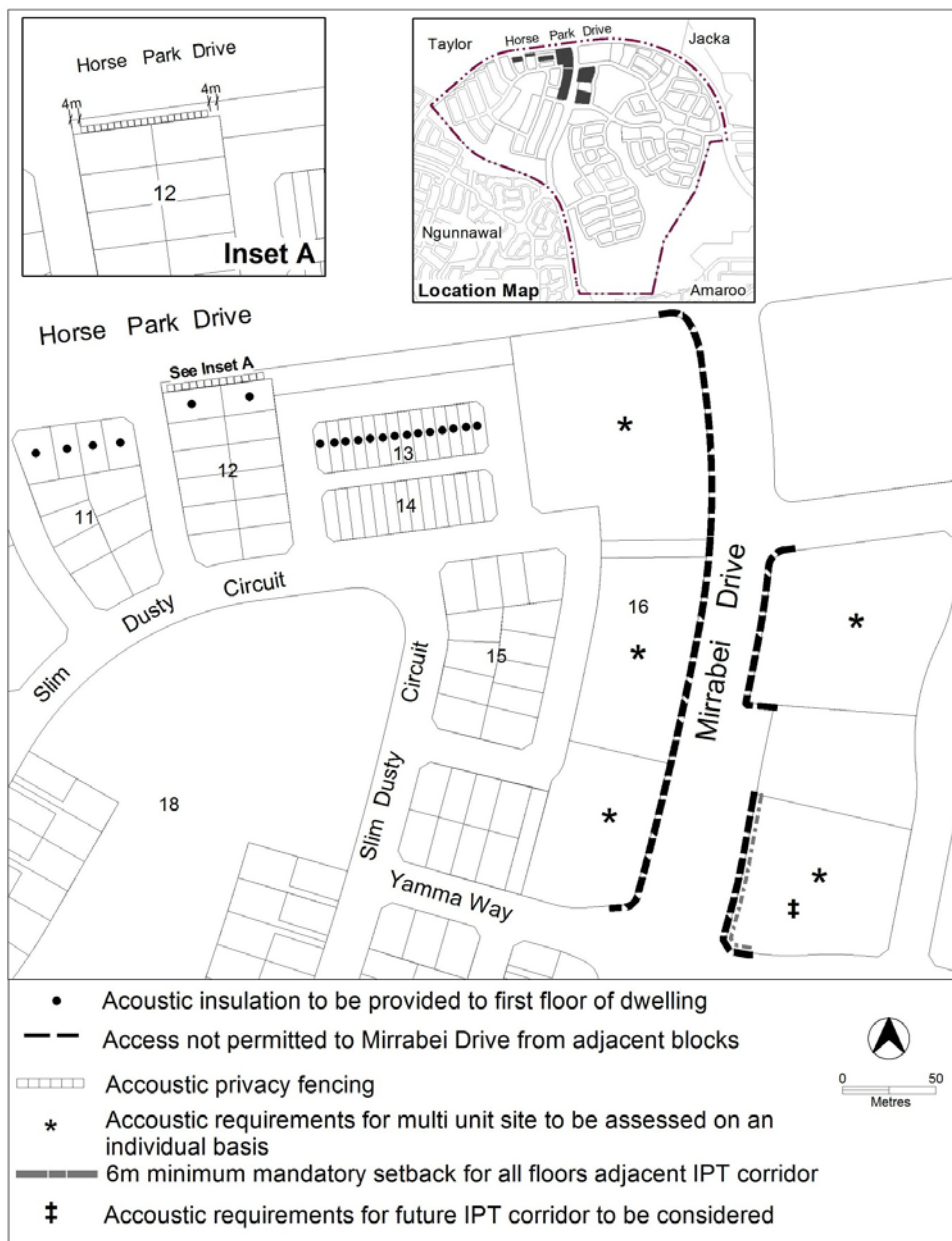 Horse Park Drive
4m
4m
12
Inset A
Taylor
Horse Park Drive
Jacka
Ngunnawal
Amaroo
Location Map
Horse Park Drive
See Inset A
11
12
13
14
15
16
18
Slim Dusty Circuit
Slim Dusty Circuit
Mirrabei Drive
Yamma Way
*
*
*
*
*
‡
Acoustic insulation to be provided to first floor of dwelling
Access not permitted to Mirrabei Drive from adjacent blocks
Accoustic privacy fencing
* Accoustic requirements for multi unit site to be assessed on an
individual basis
6m minimum mandatory setback for all floors adjacent IPT corridor
‡ Accoustic requirements for future IPT corridor to be considered
0 50
Metres